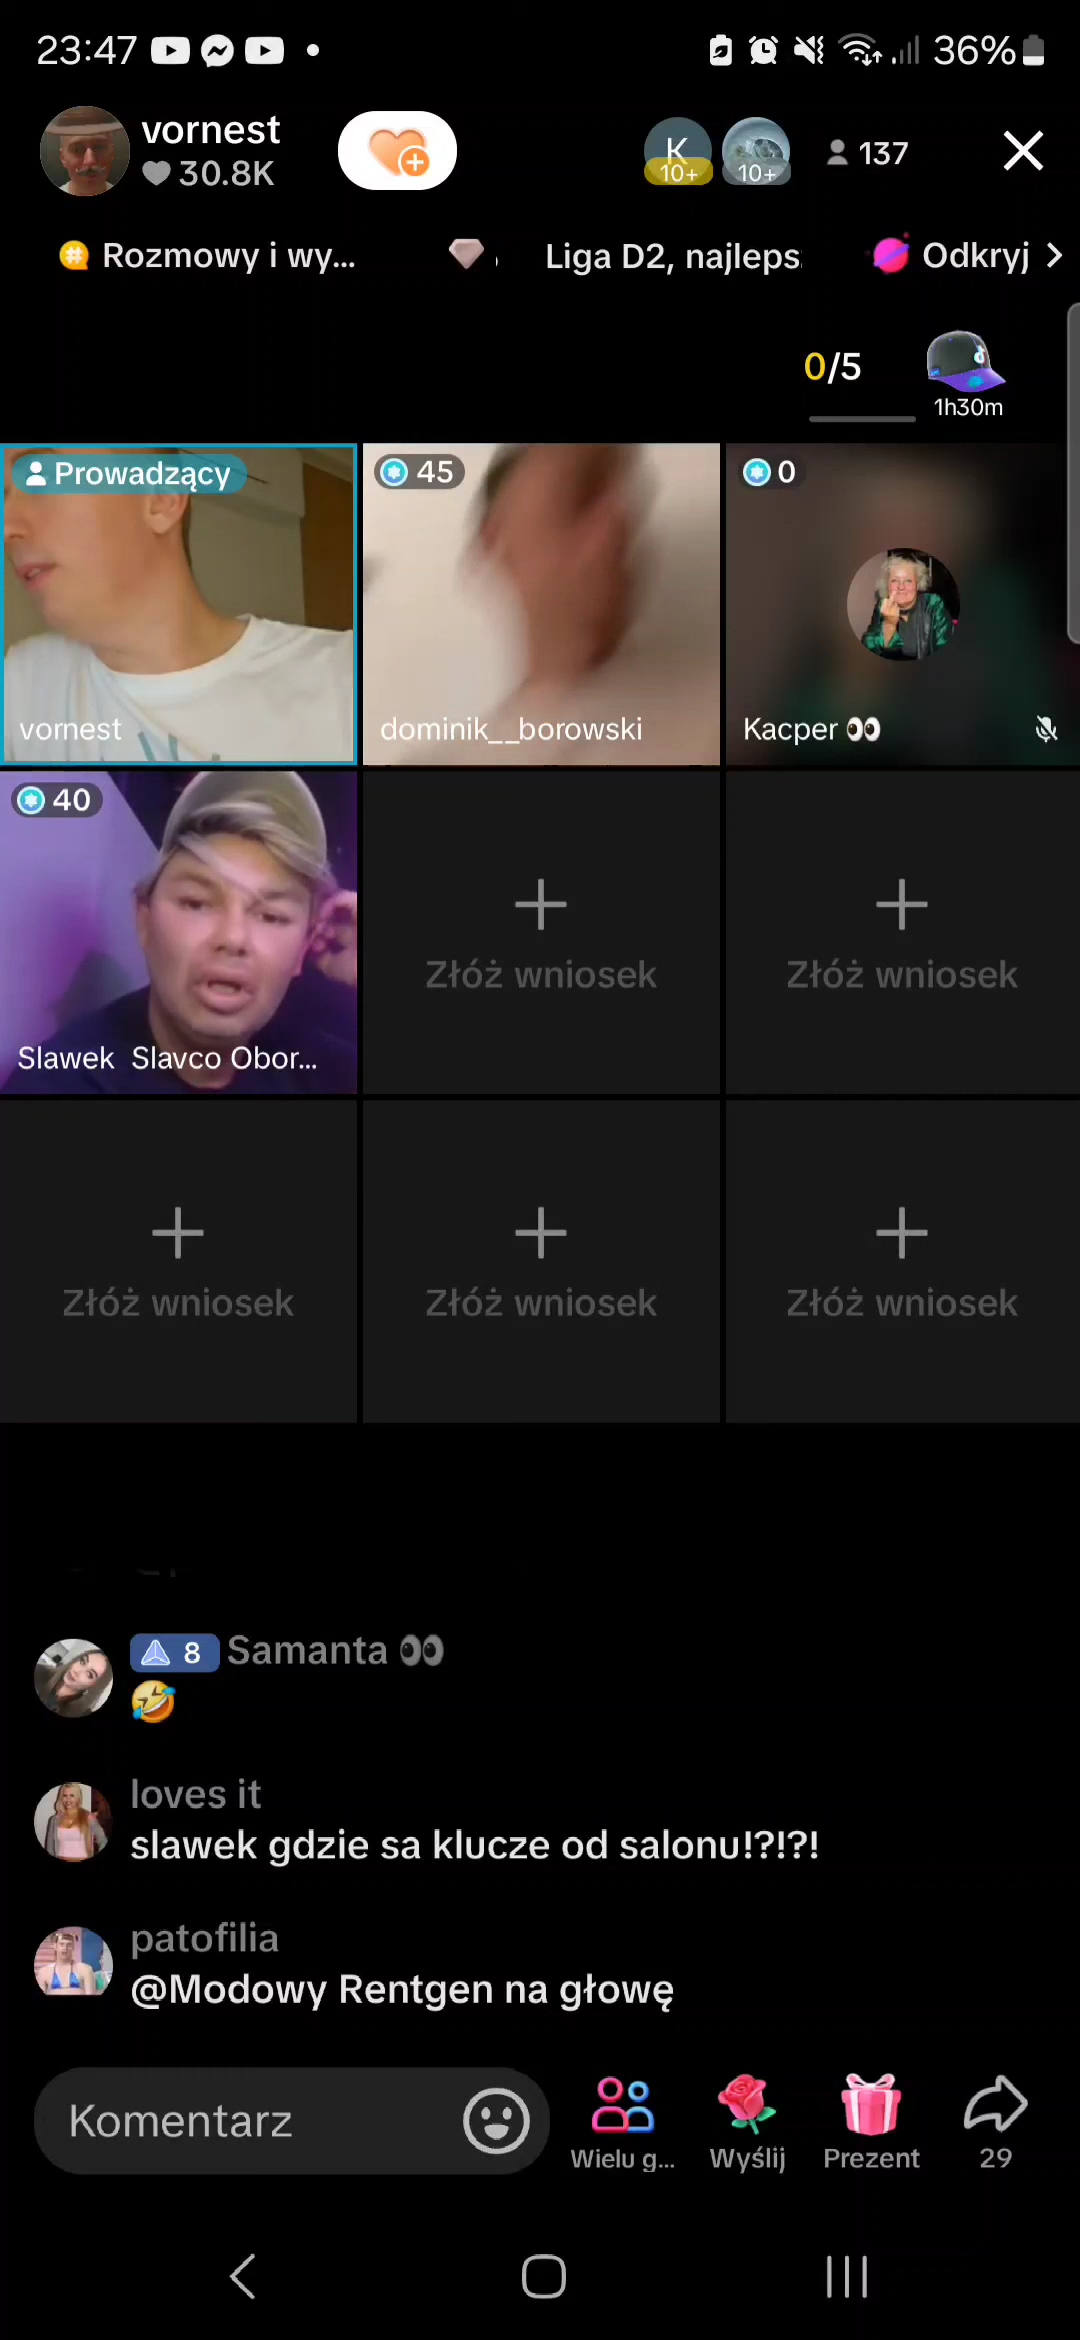 23:47
36%
vornest
30.8K
K
10+
10+
137
Rozmowy i wy...
Liga D2, najleps
Odkryj
0/5
1h30m
Prowadzący
45
0
vornest
dominik__borowski
Kacper 👀
40
Slawek Slavco Obor...
Złóż wniosek
Złóż wniosek
Złóż wniosek
Złóż wniosek
Złóż wniosek
8 Samanta 👀
🤣
loves it
slawek gdzie sa klucze od salonu!?!?!
patofilia
@Modowy Rentgen na głowę
Komentarz
Wielu g...
Wyślij
Prezent
29